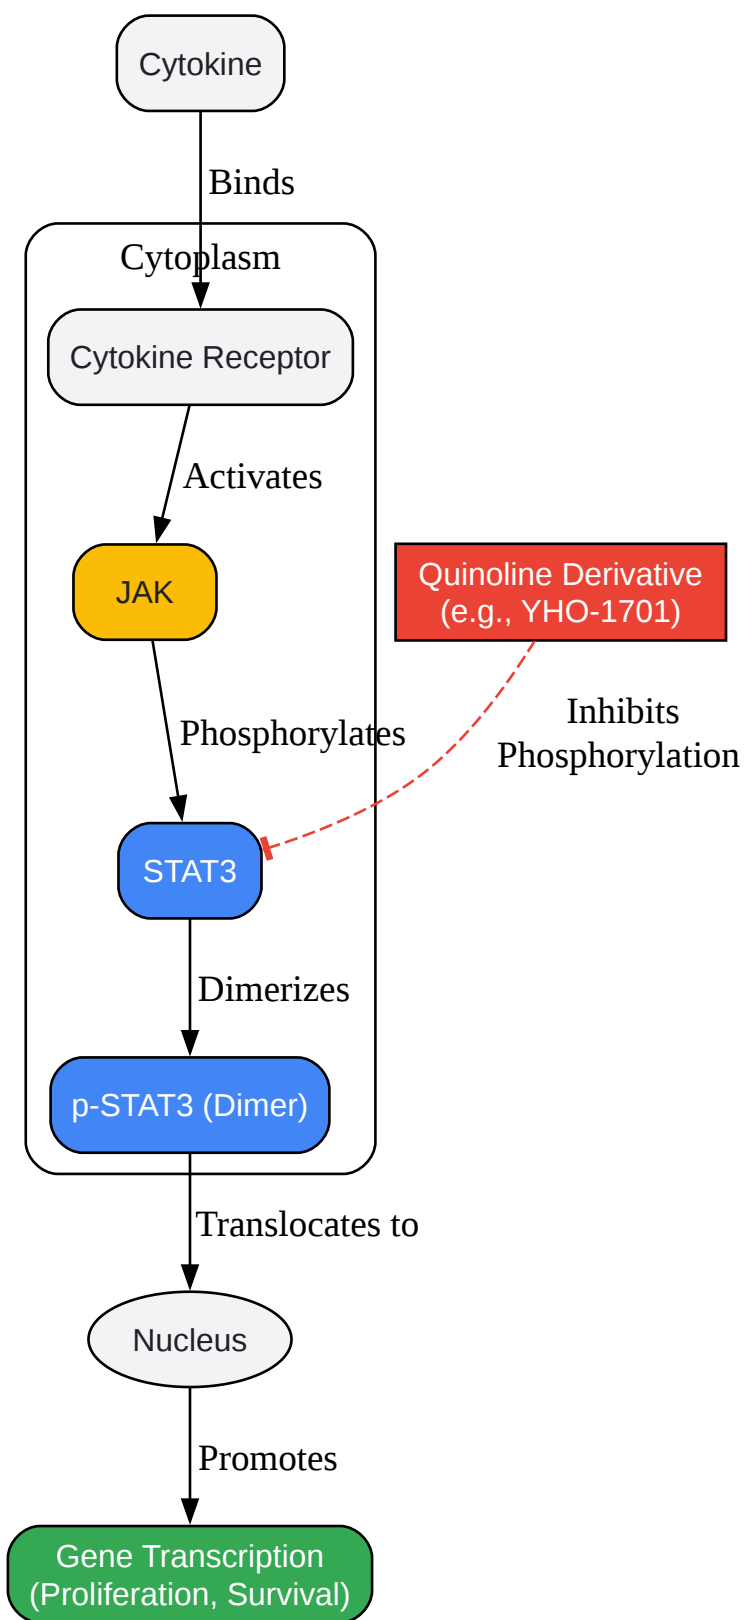 Cytokine
Binds
Cytoplasm
Cytokine Receptor
Activates
JAK
Quinoline Derivative
(e.g., YHO-1701)
Phosphorylates
Inhibits
Phosphorylation
STAT3
Dimerizes
p-STAT3 (Dimer)
Translocates to
Nucleus
Promotes
Gene Transcription
(Proliferation, Survival)